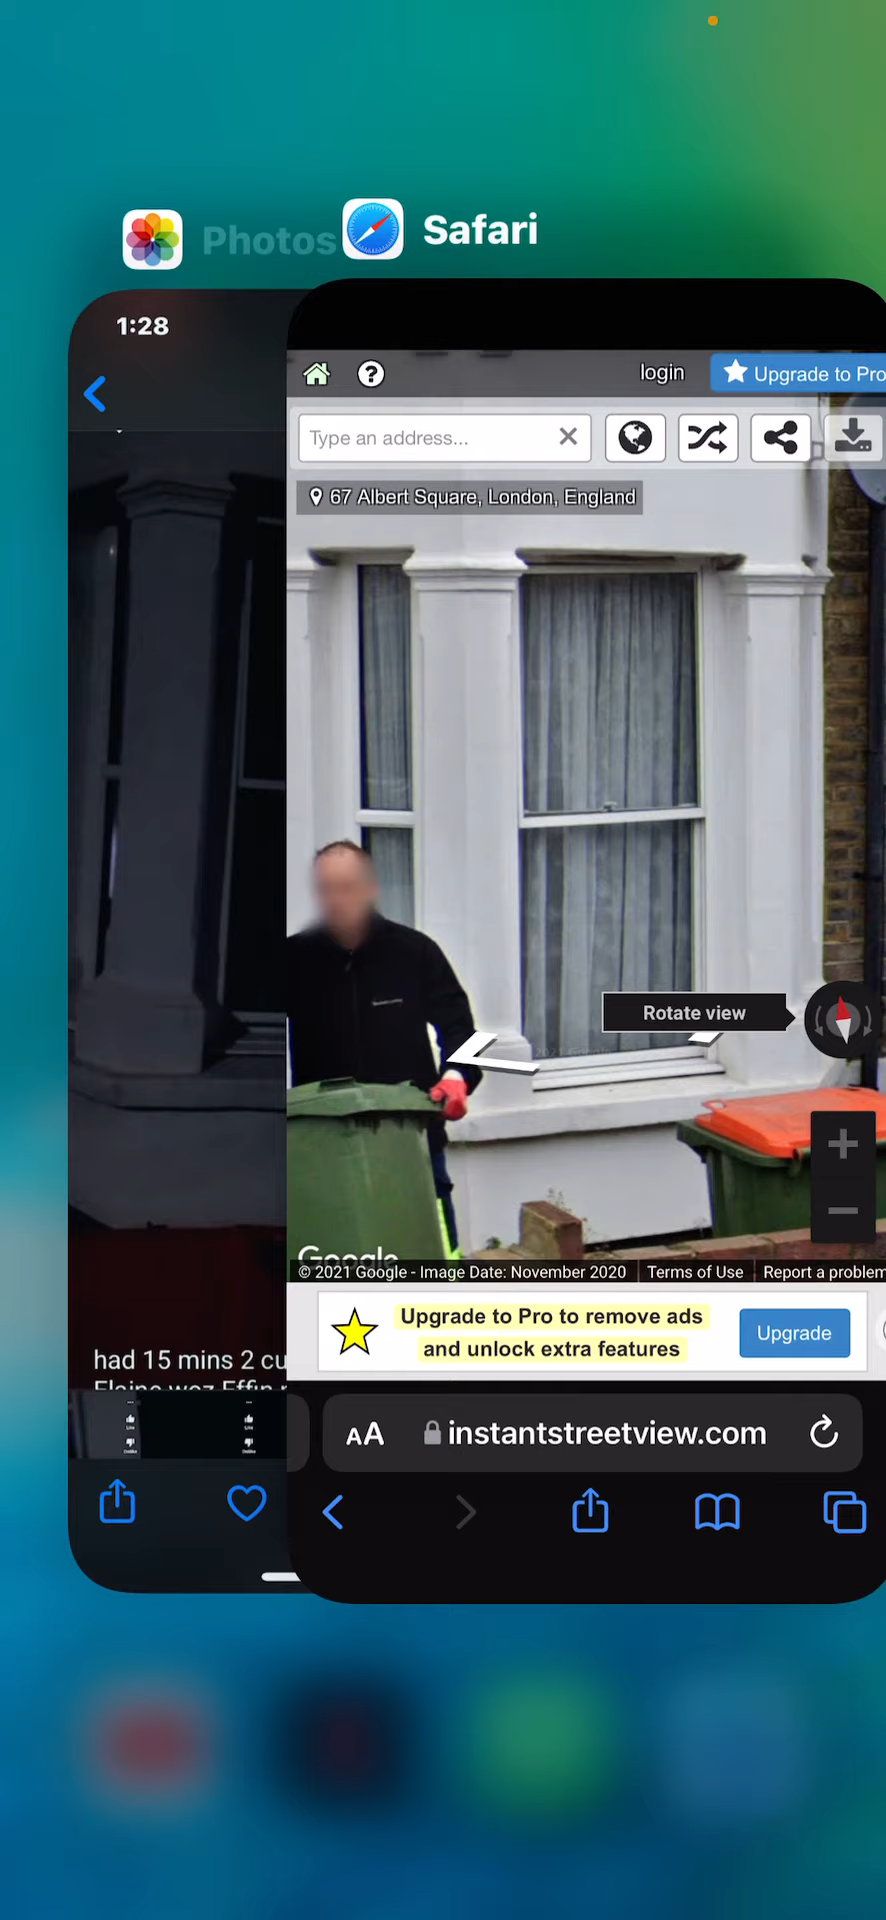 Photos
Safari
1:28
login
Upgrade to Pro
Type an address...
67 Albert Square, London, England
Rotate view
Google
© 2021 Google - Image Date: November 2020
Terms of Use
Report a problem
had 15 mins 2 cu
Upgrade to Pro to remove ads
and unlock extra features
Upgrade
AA
instantstreetview.com